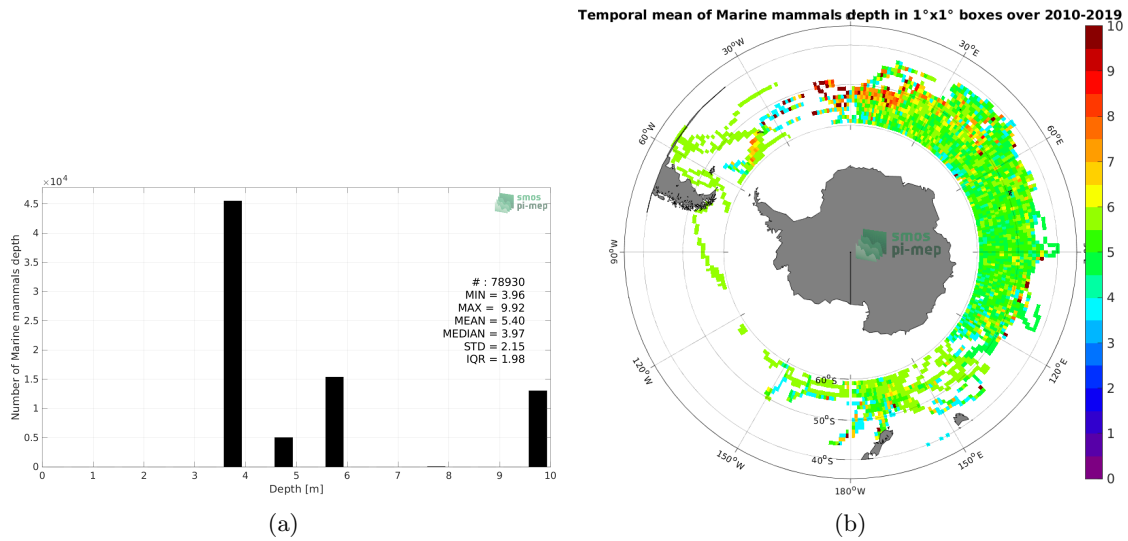 ×10⁴
4.5
4
3.5
3
2.5
2
1.5
1
0.5
0
Number of Marine mammals depth
smos
pi-mep
# : 78930
MIN = 3.96
MAX = 9.92
MEAN = 5.40
MEDIAN = 3.97
STD = 2.15
IQR = 1.98
0 1 2 3 4 5 6 7 8 9 10
Depth [m]
(a)
Temporal mean of Marine mammals depth in 1°x1° boxes over 2010-2019
30°W
30°E
60°W
60°E
90°W
120°W
120°E
150°W
150°E
180°W
60°S
50°S
40°S
smos
pi-mep
10
9
8
7
6
5
4
3
2
1
0
(b)